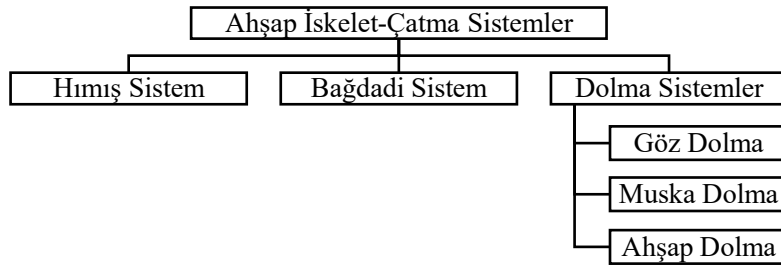 Ahşap İskelet-Çatma Sistemler
Hımış Sistem
Bağdadi Sistem
Dolma Sistemler
Göz Dolma
Muska Dolma
Ahşap Dolma